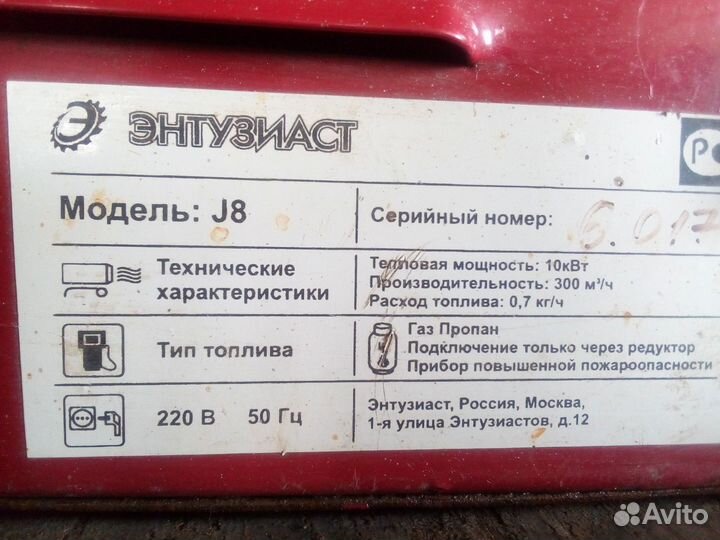 ЭНТУЗИАСТ
Модель: J8
Серийный номер:
Технические
характеристики
Тепловая мощность: 10кВт
Производительность: 300 м³/ч
Расход топлива: 0,7 кг/ч
Тип топлива
Газ Пропан
Подключение только через редуктор
Прибор повышенной пожароопасности
220 В 50 Гц
Энтузиаст, Россия, Москва,
1-я улица Энтузиастов, д.12
Avito